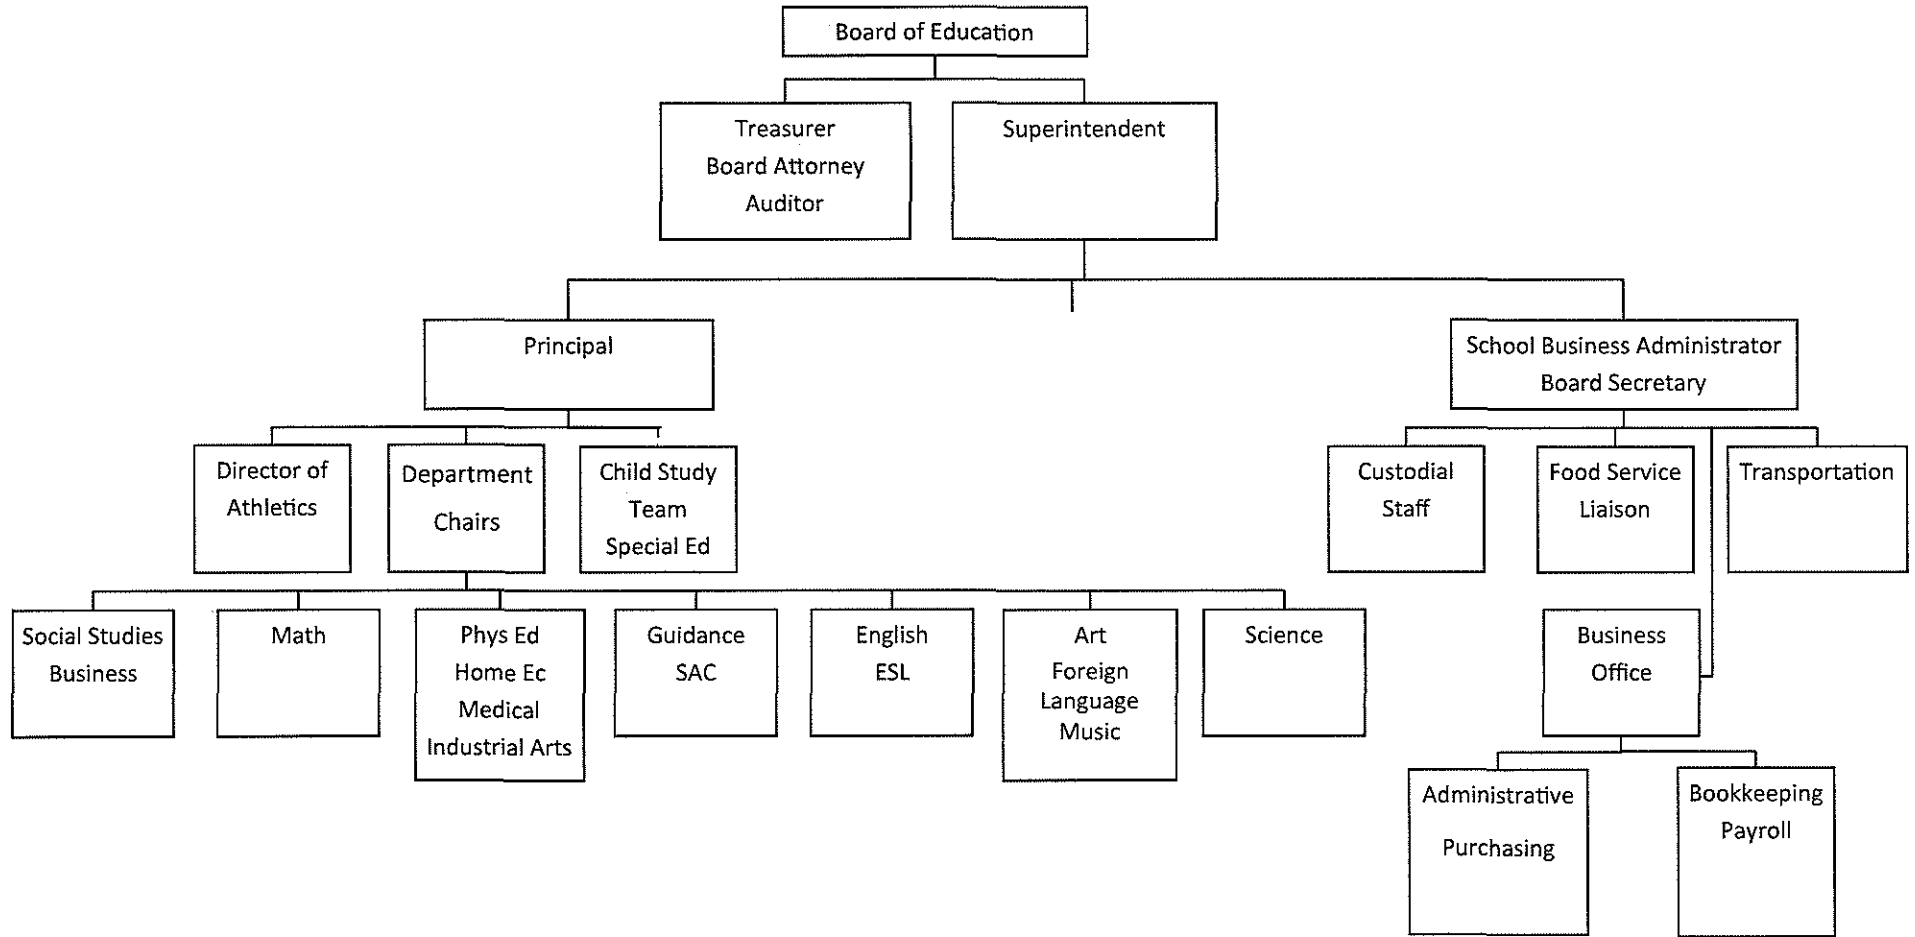 Board of Education
Treasurer
Board Attorney
Auditor
Superintendent
Principal
School Business Administrator
Board Secretary
Director of
Athletics
Department
Chairs
Child Study
Team
Special Ed
Custodial
Staff
Food Service
Liaison
Transportation
Social Studies
Business
Math
Phys Ed
Home Ec
Medical
Industrial Arts
Guidance
SAC
English
ESL
Art
Foreign
Language
Music
Science
Business
Office
Administrative
Purchasing
Bookkeeping
Payroll